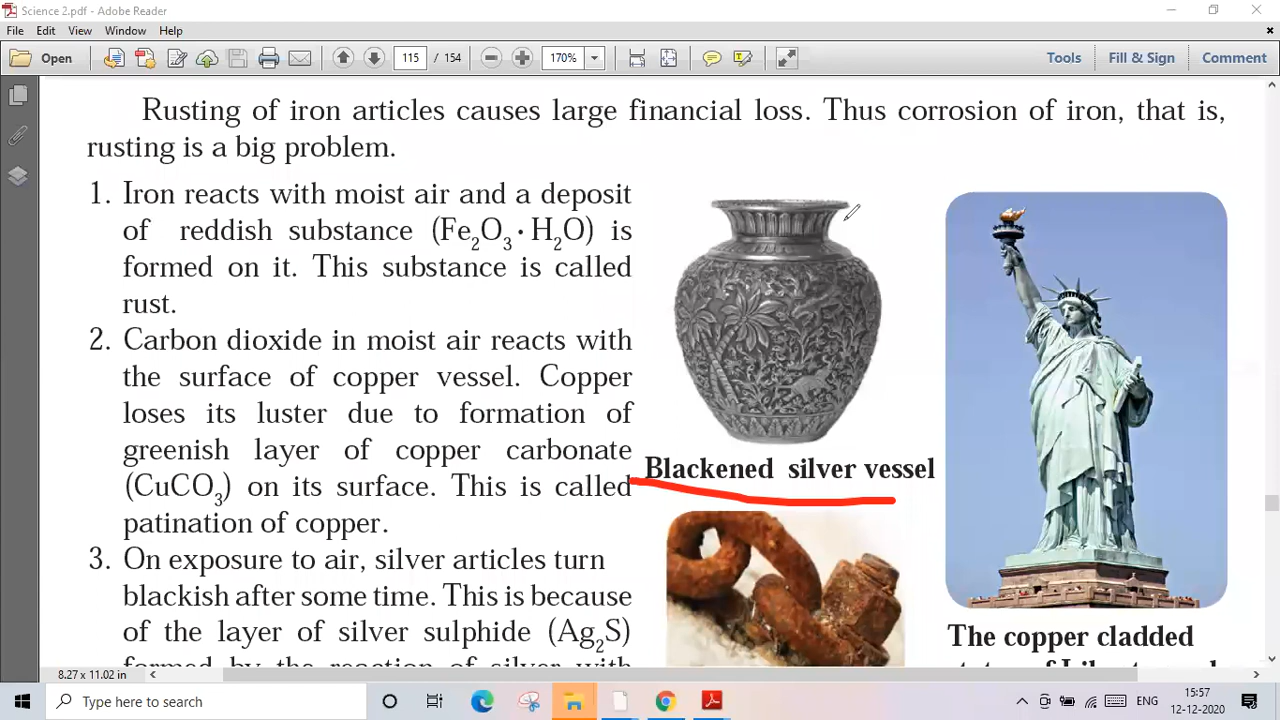 Science 2.pdf - Adobe Reader
File Edit View Window Help
Open 115 / 154 170% Tools Fill & Sign Comment
Rusting of iron articles causes large financial loss. Thus corrosion of iron, that is,
rusting is a big problem.
1. Iron reacts with moist air and a deposit
of reddish substance (Fe₂O₃·H₂O) is
formed on it. This substance is called
rust.
2. Carbon dioxide in moist air reacts with
the surface of copper vessel. Copper
loses its luster due to formation of
greenish layer of copper carbonate
(CuCO₃) on its surface. This is called
patination of copper.
3. On exposure to air, silver articles turn
blackish after some time. This is because
of the layer of silver sulphide (Ag₂S)
formed by the reaction of silver with
Blackened silver vessel
The copper cladded
8.27 x 11.02 in
Type here to search
ENG
15:57
12-12-2020